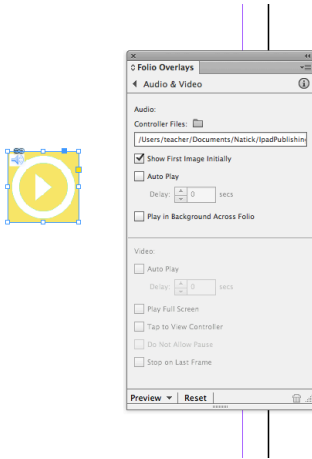 Folio Overlays
Audio & Video
Audio:
Controller Files:
/Users/teacher/Documents/Natick/IpadPublishin
Show First Image Initially
Auto Play
Delay: 0 secs
Play in Background Across Folio
Video:
Auto Play
Delay: 0 secs
Play Full Screen
Tap to View Controller
Do Not Allow Pause
Stop on Last Frame
Preview Reset